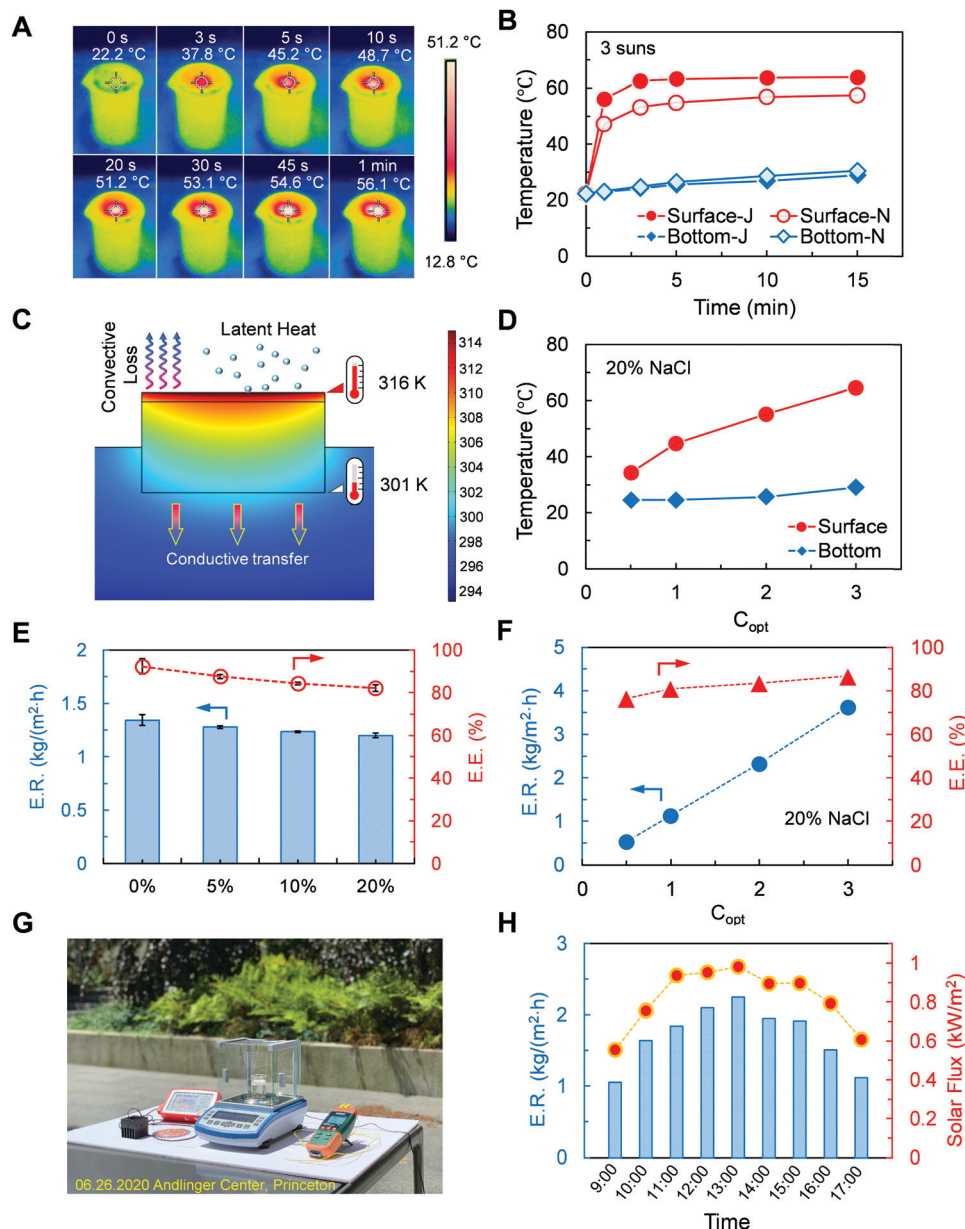 A
0 s
22.2 °C
3 s
37.8 °C
5 s
45.2 °C
10 s
48.7 °C
20 s
51.2 °C
30 s
53.1 °C
45 s
54.6 °C
1 min
56.1 °C
51.2 °C
12.8 °C
B
3 suns
Temperature (℃)
80
60
40
20
0
Surface-J
Surface-N
Bottom-J
Bottom-N
0
5
10
15
Time (min)
C
Convective
Loss
Latent Heat
316 K
301 K
Conductive transfer
314
312
310
308
306
304
302
300
298
296
294
D
20% NaCl
Temperature (℃)
80
60
40
20
0
Surface
Bottom
0
1
2
3
Copt
E
E.R. (kg/(m²·h)
2
1.5
1
0.5
0
100
80
60
40
20
0
E.E. (%)
0%
5%
10%
20%
F
E.R. (kg/m²·h)
5
4
3
2
1
0
100
80
60
40
20
0
E.E. (%)
20% NaCl
0
1
2
3
Copt
G
06.26.2020 Andlinger Center, Princeton
H
E.R. (kg/(m²·h)
3
2
1
0
1
0.8
0.6
0.4
0.2
0
Solar Flux (kW/m²)
9:00
10:00
11:00
12:00
13:00
14:00
15:00
16:00
17:00
Time